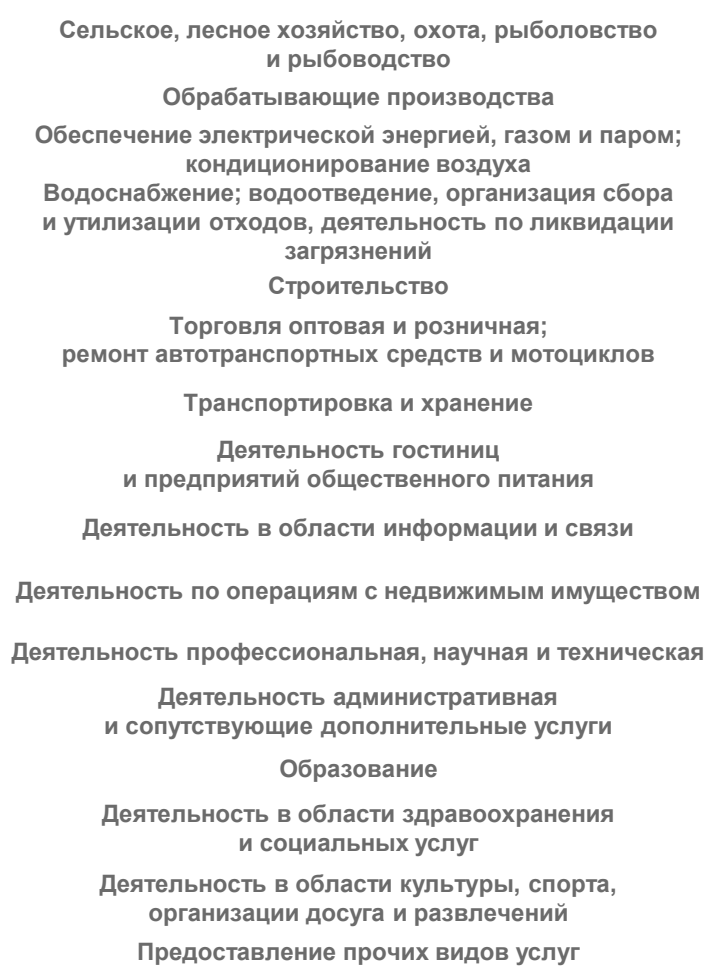 Сельское, лесное хозяйство, охота, рыболовство
и рыбоводство
Обрабатывающие производства
Обеспечение электрической энергией, газом и паром;
кондиционирование воздуха
Водоснабжение; водоотведение, организация сбора
и утилизации отходов, деятельность по ликвидации
загрязнений
Строительство
Торговля оптовая и розничная;
ремонт автотранспортных средств и мотоциклов
Транспортировка и хранение
Деятельность гостиниц
и предприятий общественного питания
Деятельность в области информации и связи
Деятельность по операциям с недвижимым имуществом
Деятельность профессиональная, научная и техническая
Деятельность административная
и сопутствующие дополнительные услуги
Образование
Деятельность в области здравоохранения
и социальных услуг
Деятельность в области культуры, спорта,
организации досуга и развлечений
Предоставление прочих видов услуг